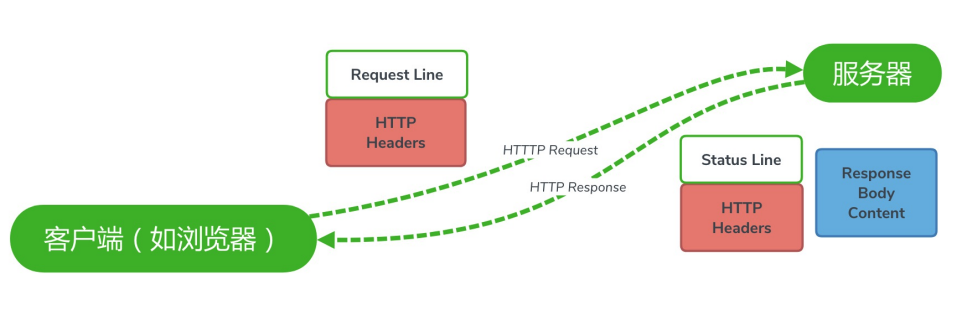 Request Line
HTTP
Headers
服务器
HTTTP Request
HTTP Response
Status Line
HTTP
Headers
Response
Body
Content
客户端（如浏览器）